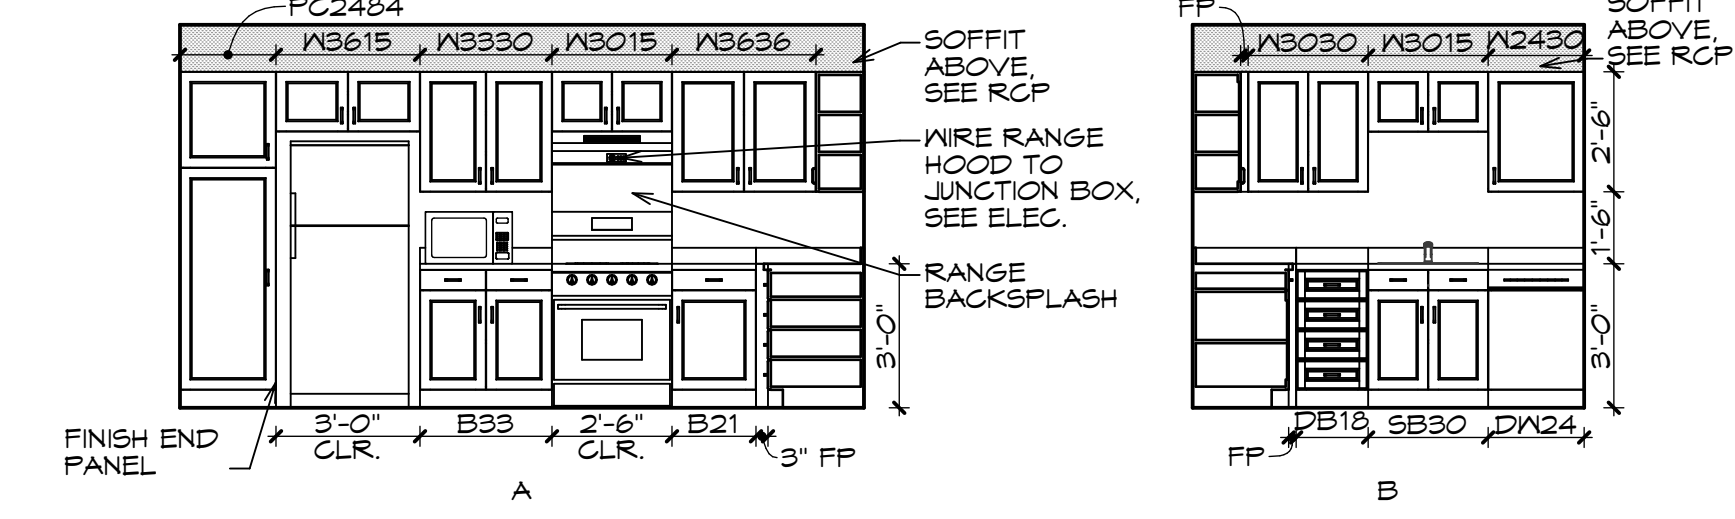 PC2484
W3615 W3330 W3015 W3636
SOFFIT
ABOVE,
SEE RCP
WIRE RANGE
HOOD TO
JUNCTION BOX,
SEE ELEC.
RANGE
BACKSPLASH
3'-0"
FINISH END
PANEL
3'-0"
CLR.
B33
2'-6"
CLR.
B21
3" FP
A
FP
W3030 W3015 W2430
SOFFIT
ABOVE,
SEE RCP
2'-6"
1'-6"
3'-0"
DB18 SB30 DW24
FP
B